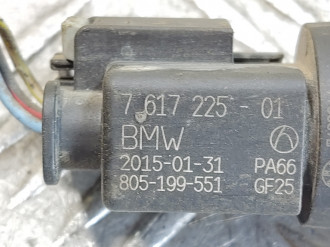 7 617 225 - 01
BMW
2015-01-31 PA66
805-199-551 GF25